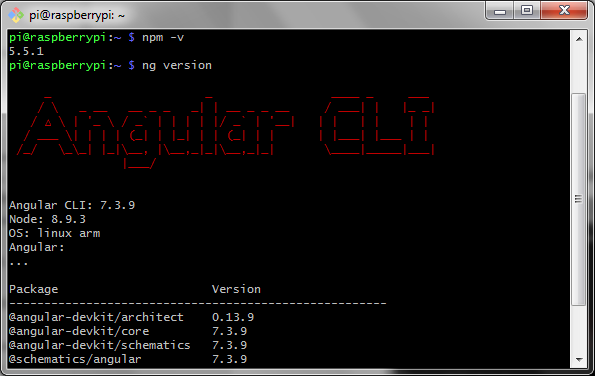 pi@raspberrypi: ~
pi@raspberrypi:~ $ npm -v
5.5.1
pi@raspberrypi:~ $ ng version
Angular CLI
Angular CLI: 7.3.9
Node: 8.9.3
OS: linux arm
Angular:
...
Package Version
------------------------------------------------------
@angular-devkit/architect 0.13.9
@angular-devkit/core 7.3.9
@angular-devkit/schematics 7.3.9
@schematics/angular 7.3.9